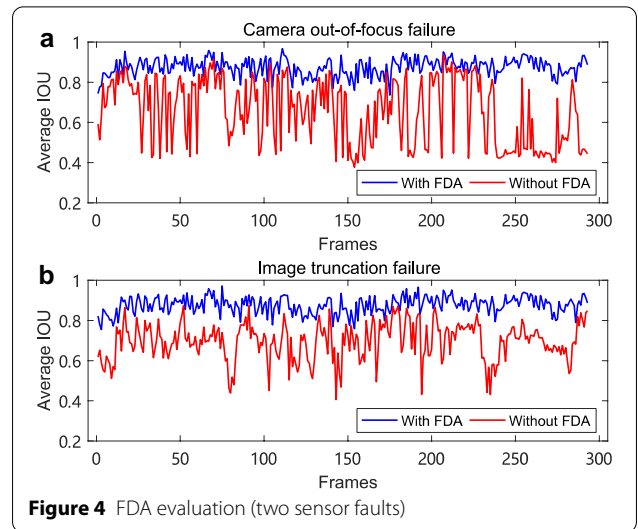 a
Camera out-of-focus failure
1
0.8
0.6
0.4
0.2
Average IOU
With FDA
Without FDA
0 50 100 150 200 250 300
Frames
b
Image truncation failure
1
0.8
0.6
0.4
0.2
Average IOU
With FDA
Without FDA
0 50 100 150 200 250 300
Frames
Figure 4 FDA evaluation (two sensor faults)